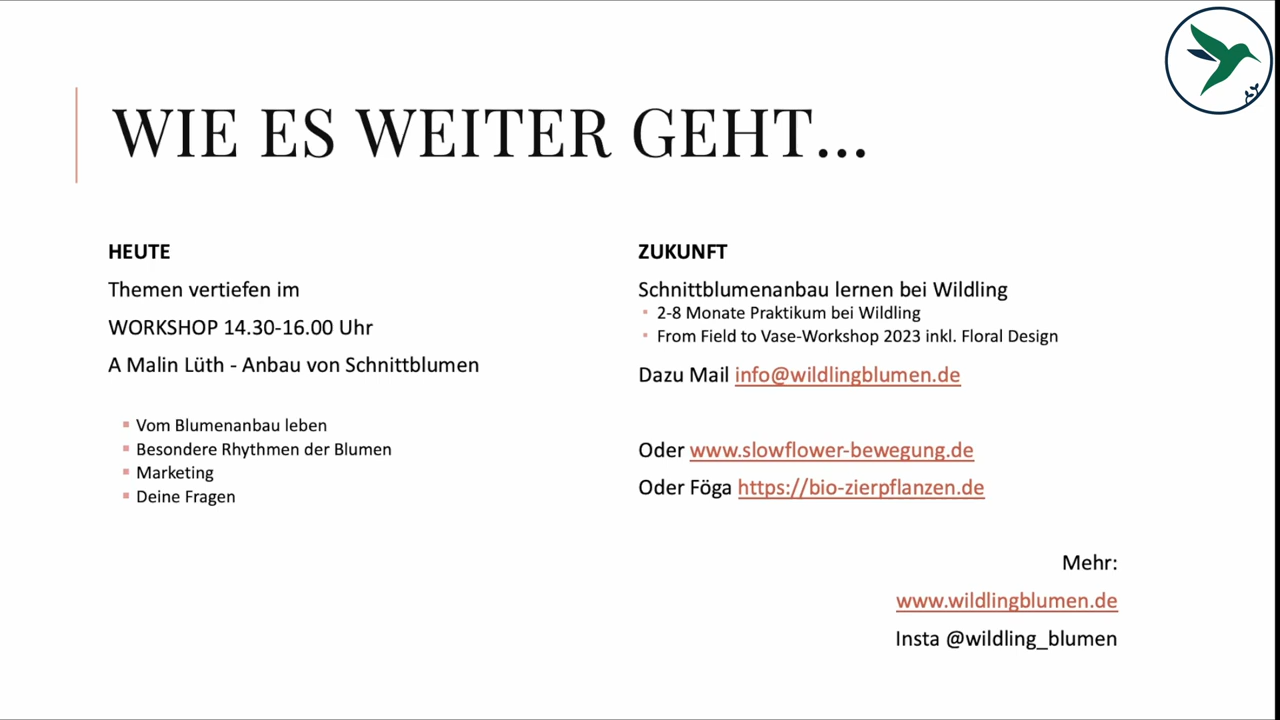 WIE ES WEITER GEHT...
HEUTE
Themen vertiefen im
WORKSHOP 14.30-16.00 Uhr
A Malin Lüth - Anbau von Schnittblumen
Vom Blumenanbau leben
Besondere Rhythmen der Blumen
Marketing
Deine Fragen
ZUKUNFT
Schnittblumenanbau lernen bei Wildling
2-8 Monate Praktikum bei Wildling
From Field to Vase-Workshop 2023 inkl. Floral Design
Dazu Mail info@wildlingblumen.de
Oder www.slowflower-bewegung.de
Oder Föga https://bio-zierpflanzen.de
Mehr:
www.wildlingblumen.de
Insta @wildling_blumen